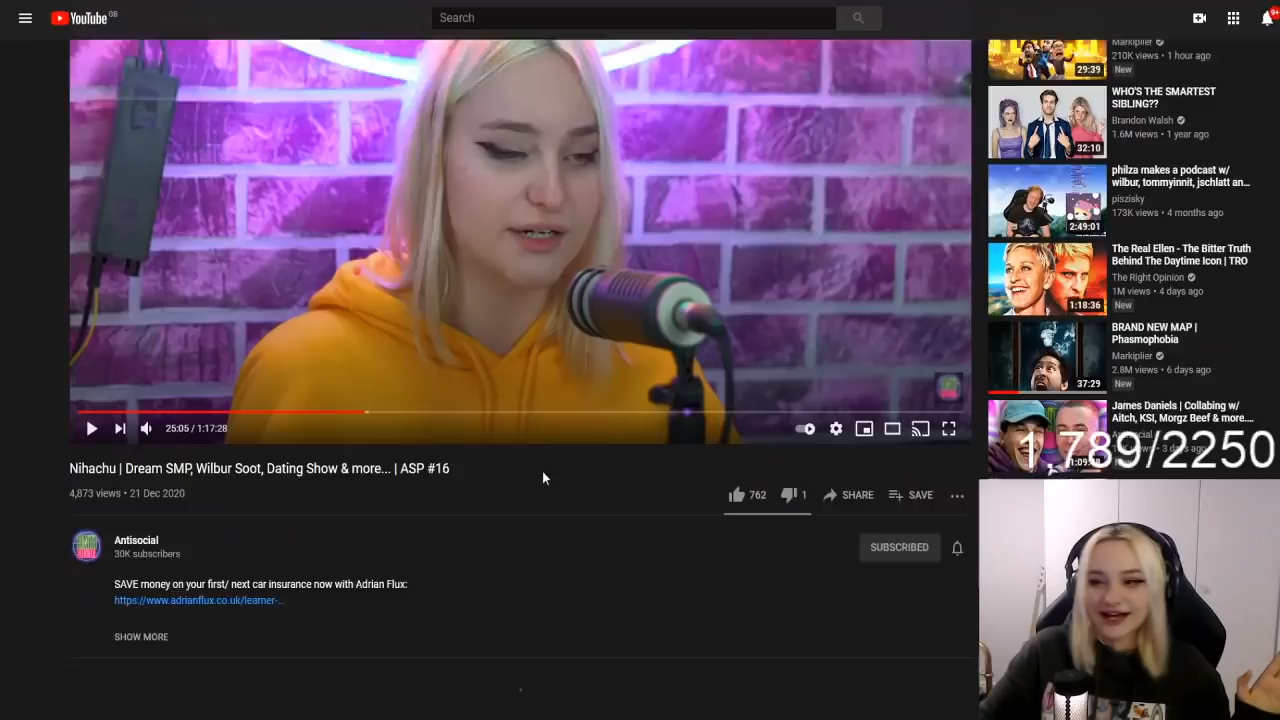 YouTube GB
Search
9+
25:05 / 1:17:28
Nihachu | Dream SMP, Wilbur Soot, Dating Show & more... | ASP #16
4,873 views • 21 Dec 2020
762
1
SHARE
SAVE
Antisocial
30K subscribers
SUBSCRIBED
SAVE money on your first/ next car insurance now with Adrian Flux:
https://www.adrianflux.co.uk/learner-...
SHOW MORE
Markiplier
210K views • 1 hour ago
New
29:39
WHO'S THE SMARTEST
SIBLING??
Brandon Walsh
1.6M views • 1 year ago
32:10
philza makes a podcast w/
wilbur, tommyinnit, jschlatt an...
piszisky
173K views • 4 months ago
2:49:01
The Real Ellen - The Bitter Truth
Behind The Daytime Icon | TRO
The Right Opinion
1M views • 4 days ago
New
1:18:36
BRAND NEW MAP |
Phasmophobia
Markiplier
2.8M views • 6 days ago
New
37:29
James Daniels | Collabing w/
Aitch, KSI, Morgz Beef & more....
1,789/2250